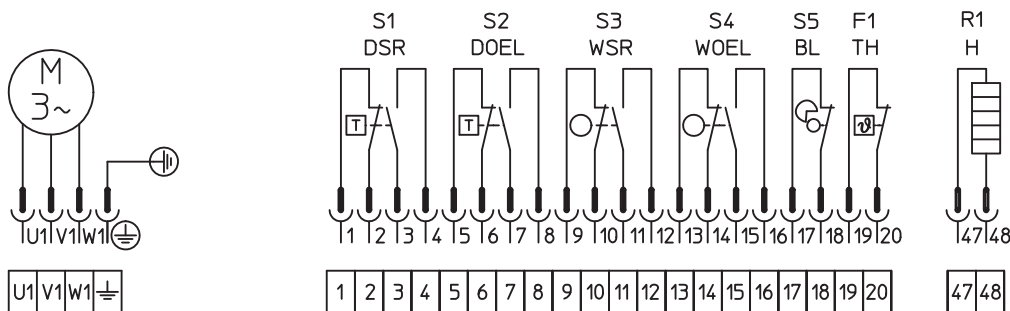 S1 S2 S3 S4 S5 F1 R1
DSR DOEL WSR WOEL BL TH H
M
3~
T T ϑ
U1 V1 W1 1 2 3 4 5 6 7 8 9 10 11 12 13 14 15 16 17 18 19 20 47 48
U1 V1 W1 1 2 3 4 5 6 7 8 9 10 11 12 13 14 15 16 17 18 19 20 47 48